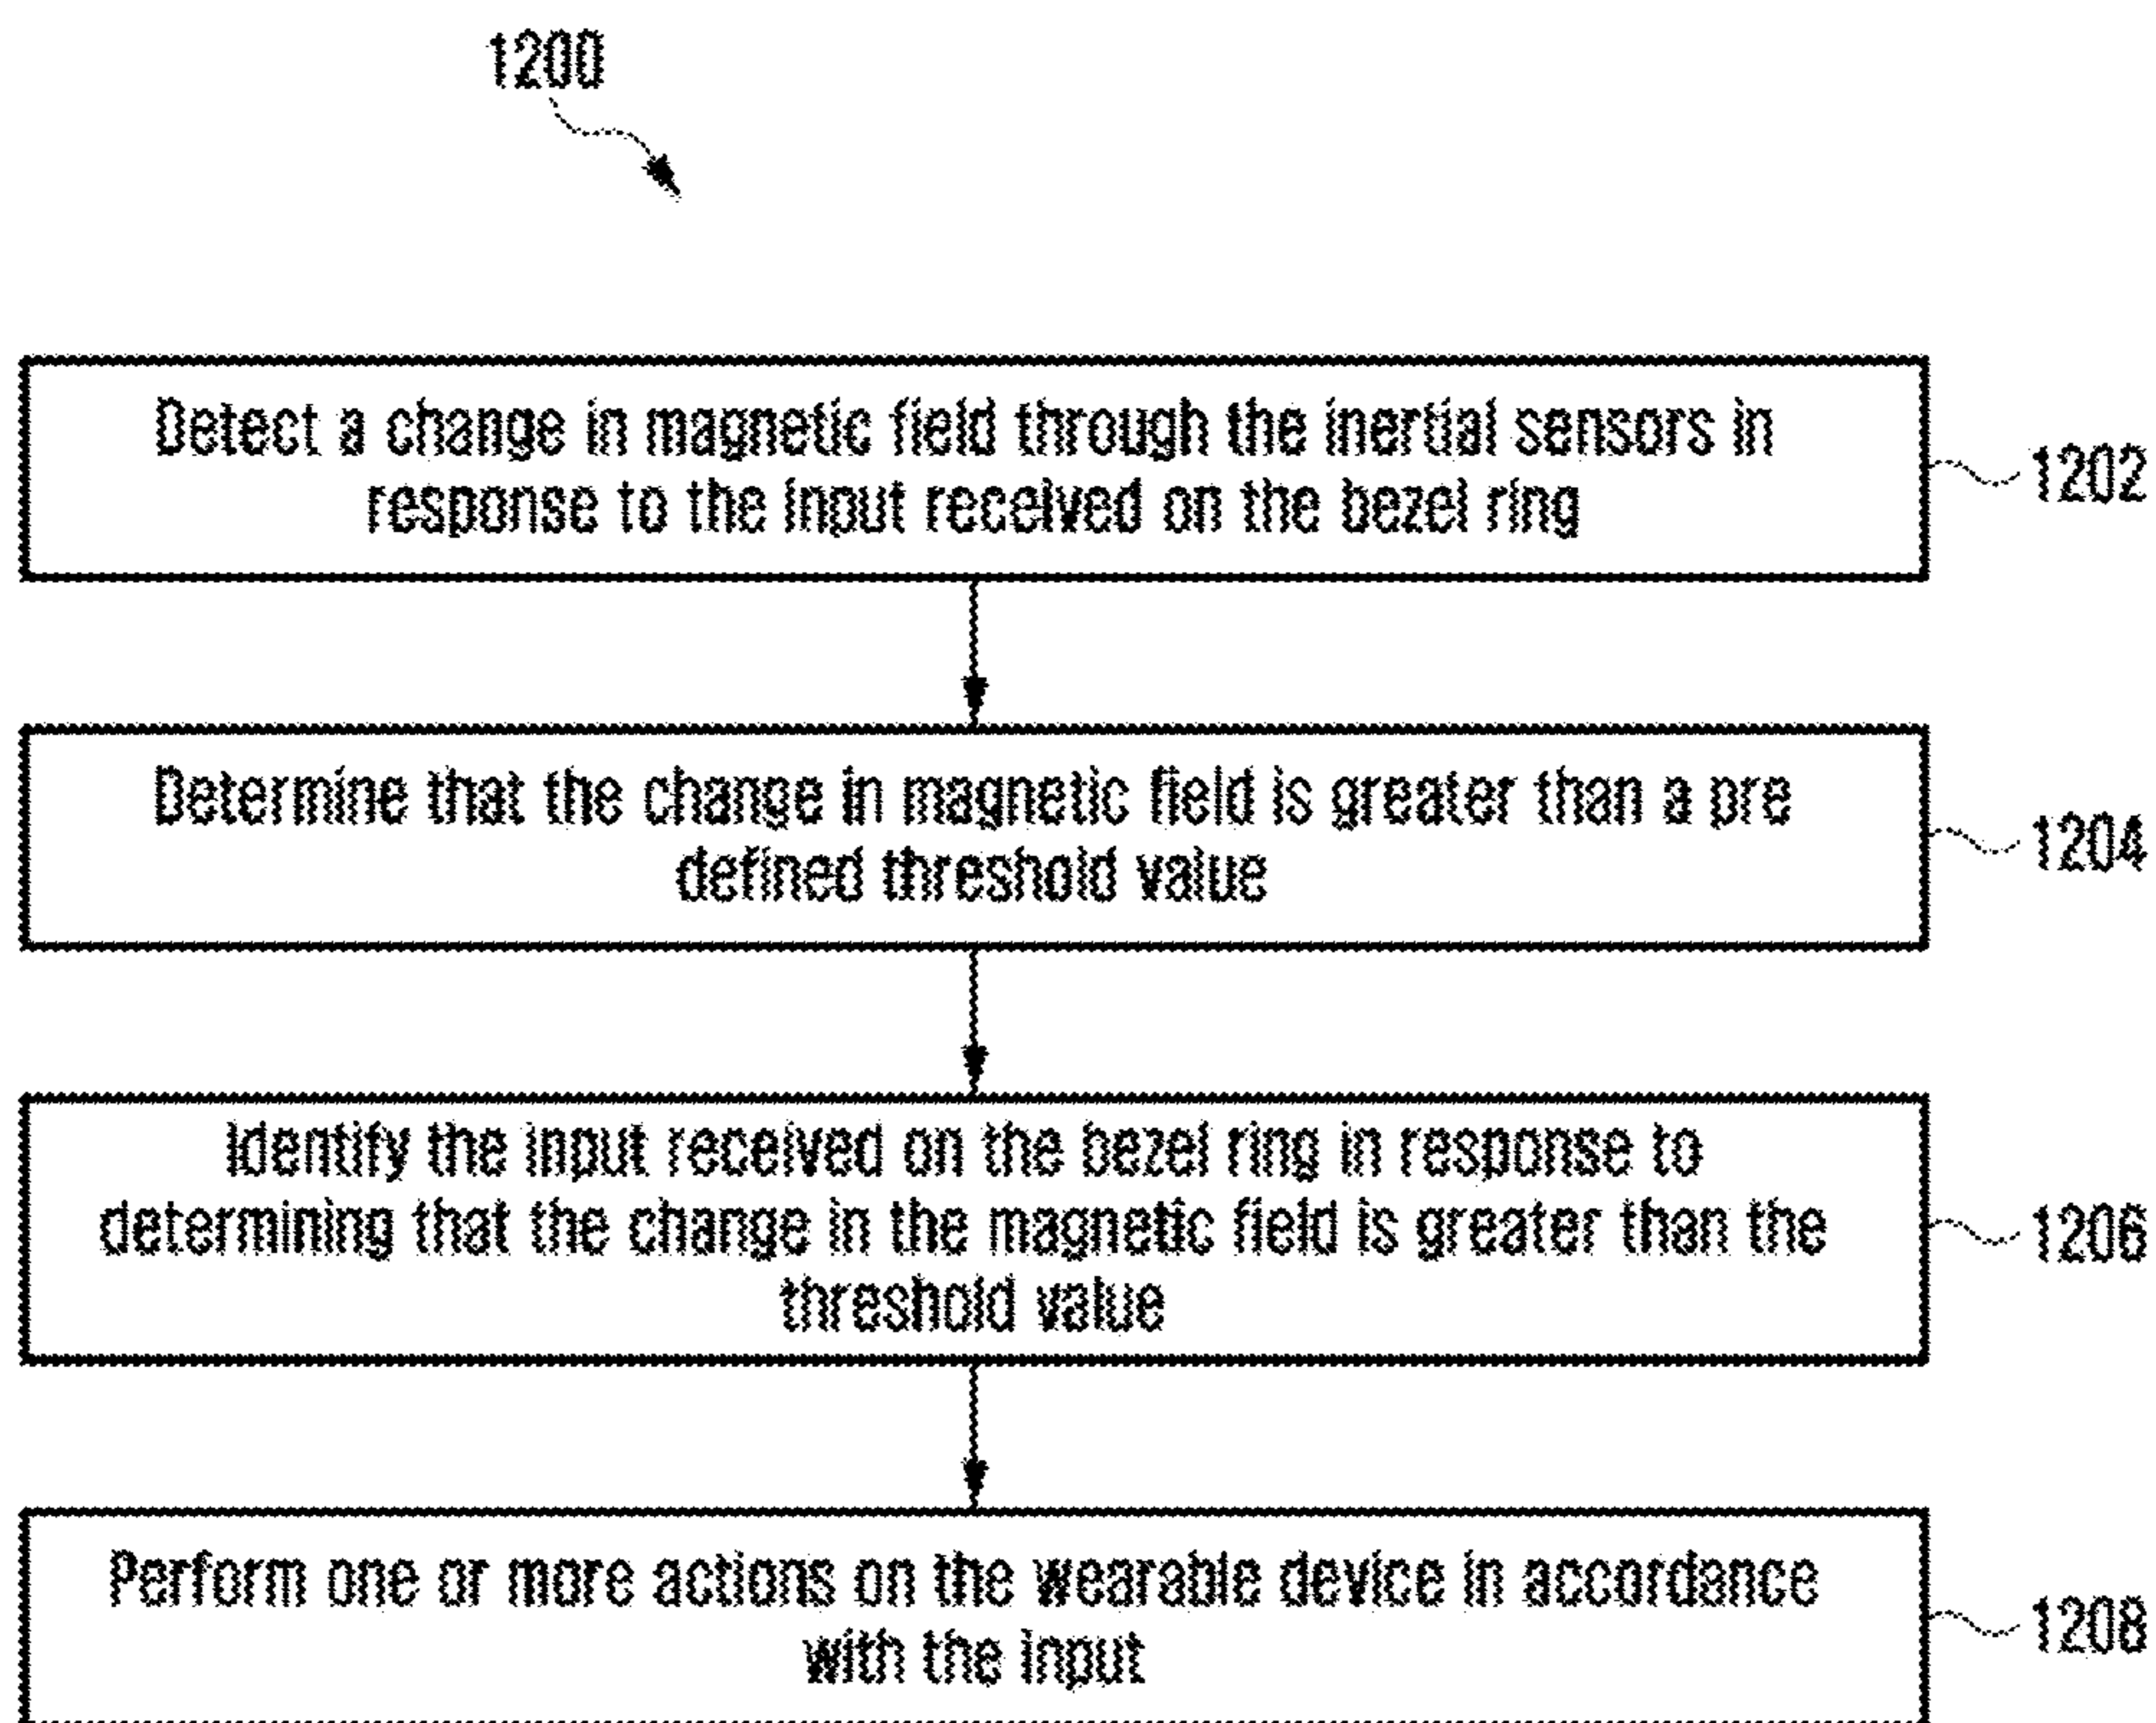 1200
Detect a change in magnetic field through the inertial sensors in
response to the input received on the bezel ring
1202
Determine that the change in magnetic field is greater than a pre
defined threshold value
1204
Identify the input received on the bezel ring in response to
determining that the change in the magnetic field is greater than the
threshold value
1206
Perform one or more actions on the wearable device in accordance
with the input
1208